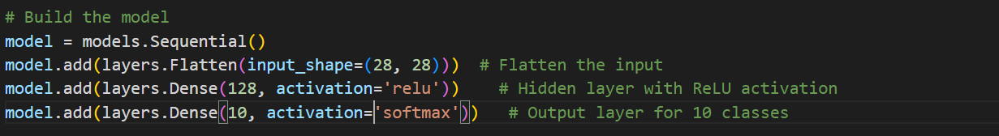 # Build the model
model = models.Sequential()
model.add(layers.Flatten(input_shape=(28, 28)))  # Flatten the input
model.add(layers.Dense(128, activation='relu'))    # Hidden layer with ReLU activation
model.add(layers.Dense(10, activation='softmax'))   # Output layer for 10 classes